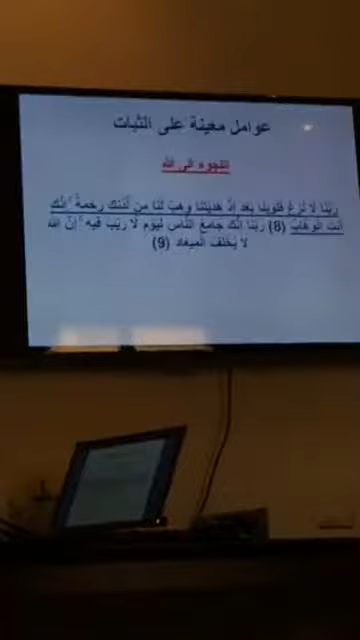 عوامل معينة على الثبات
اللجوء الى الله
ربنا لا تزغ قلوبنا بعد إذ هديتنا وهب لنا من لدنك رحمة ۚ إنك
أنت الوهاب (8) ربنا إنك جامع الناس ليوم لا ريب فيه ۚ إن الله
لا يخلف الميعاد (9)